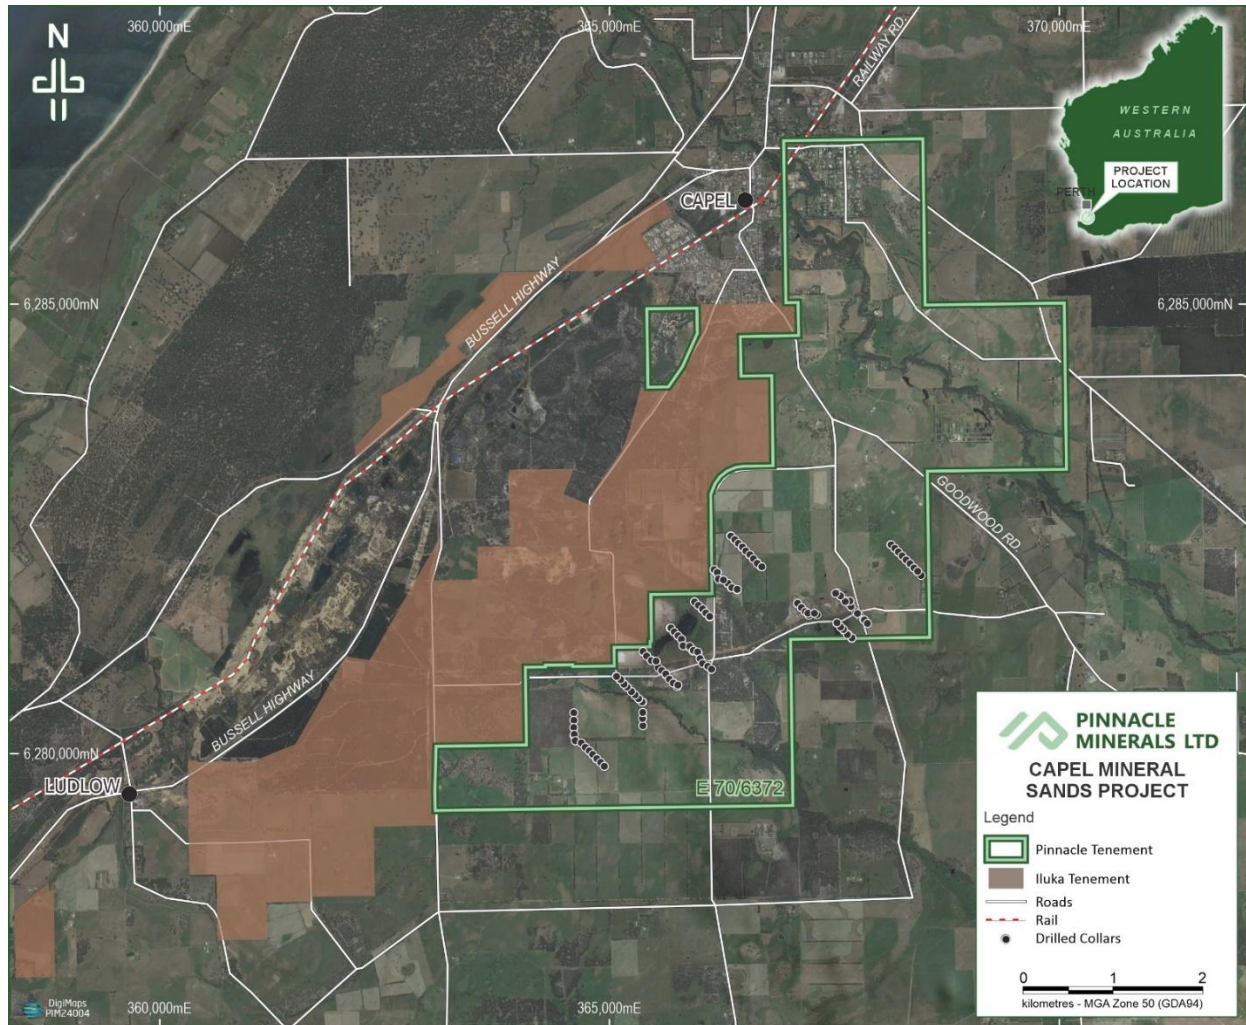 360,000mE
365,000mE
370,000mE
N
RAILWAY RD.
WESTERN
AUSTRALIA
PROJECT
LOCATION
PERTH
CAPEL
BUSSELL HIGHWAY
6,285,000mN
6,285,000mN
GOODWOOD RD.
BUSSELL HIGHWAY
6,280,000mN
LUDLOW
E 70/6372
PINNACLE
MINERALS LTD
CAPEL MINERAL
SANDS PROJECT
Legend
Pinnacle Tenement
Iluka Tenement
Roads
Rail
Drilled Collars
0 1 2
kilometres - MGA Zone 50 (GDA94)
DigiMaps
PIM24004
360,000mE
365,000mE